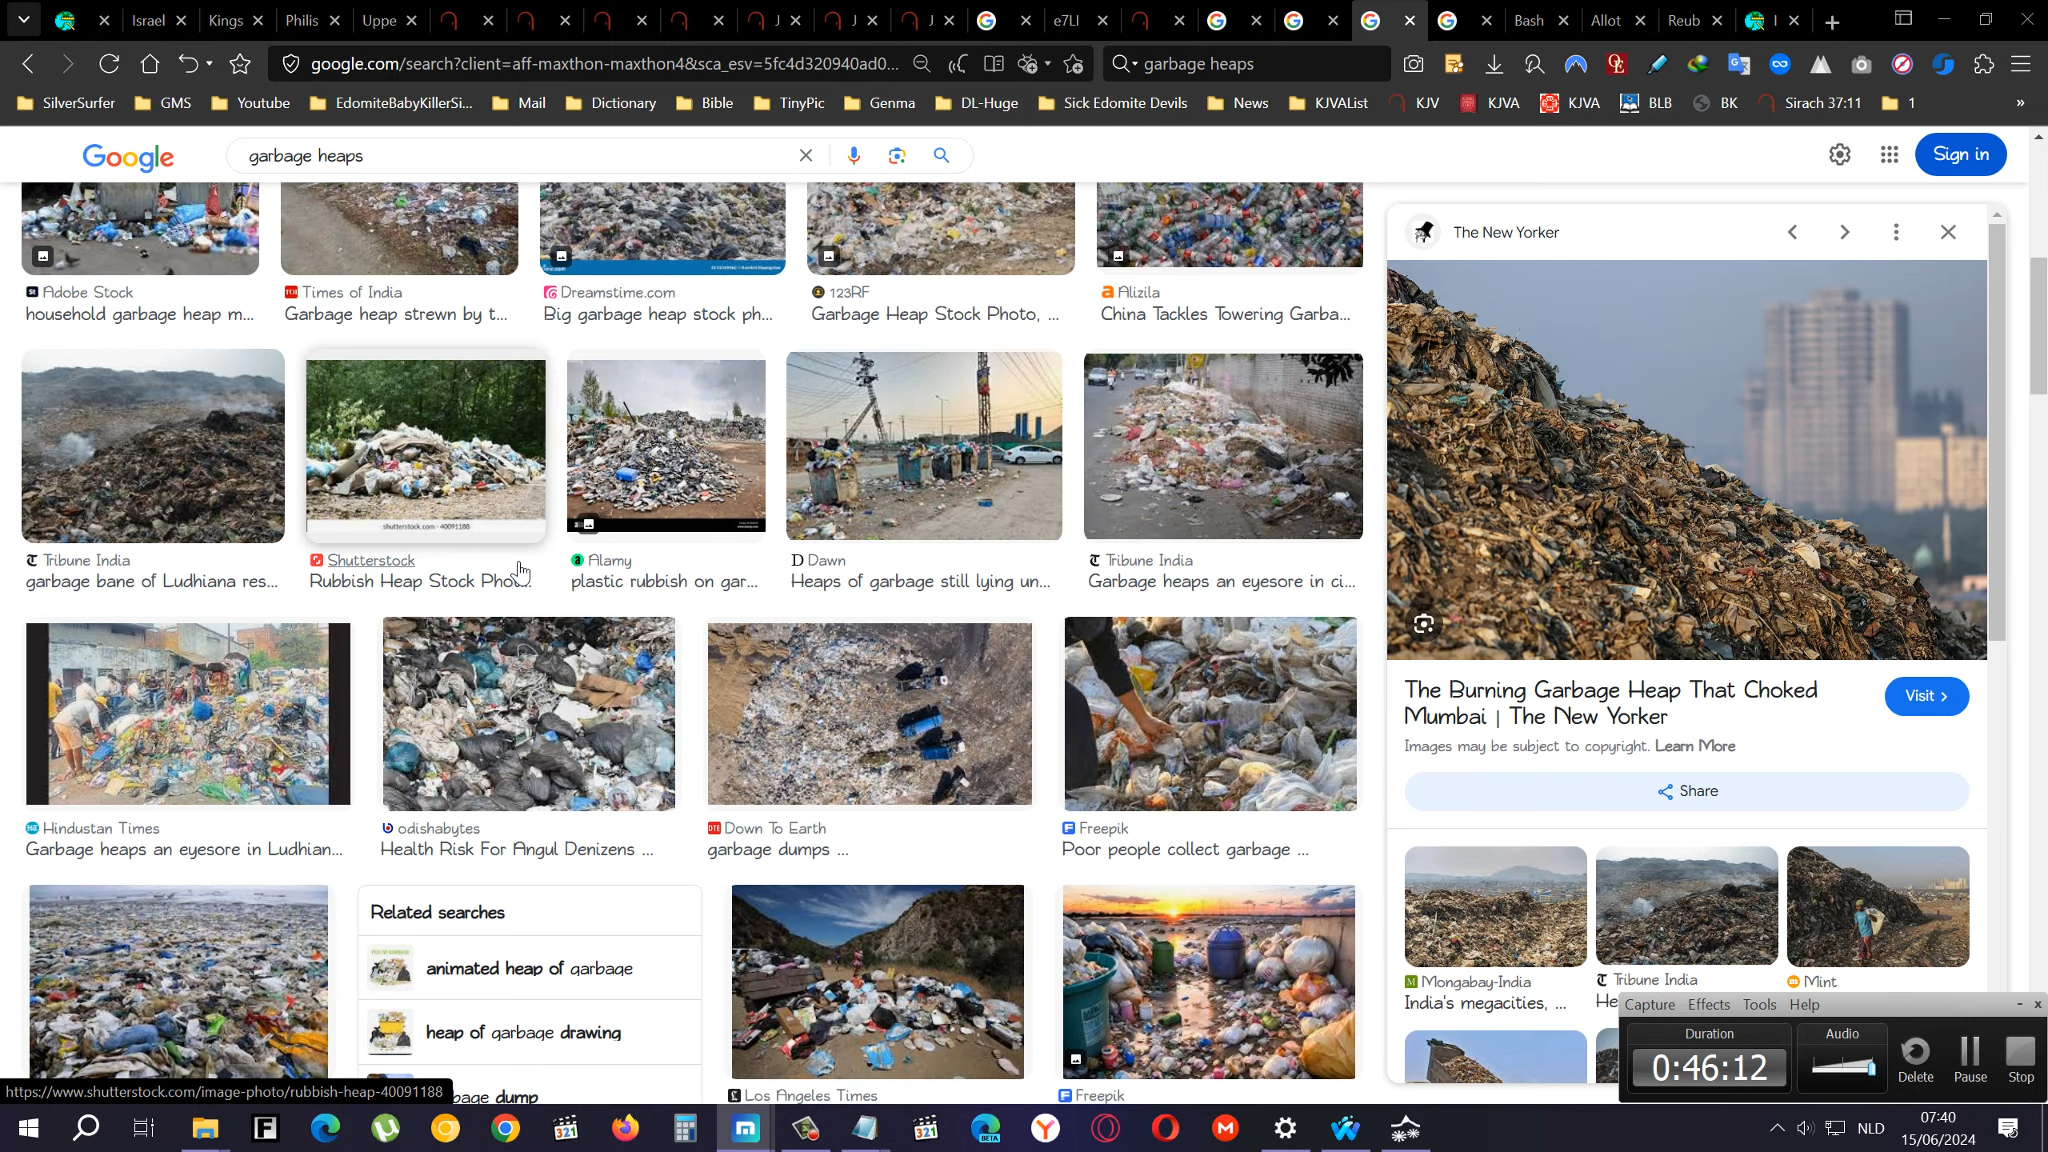 Israel
Kings
Philis
Uppe
J
J
J
e7LI
Bash
Allot
Reub
google.com/search?client=aff-maxthon-maxthon4&sca_esv=5fc4d320940ad0...
garbage heaps
SilverSurfer
GMS
Youtube
EdomiteBabyKillerSi...
Mail
Dictionary
Bible
TinyPic
Genma
DL-Huge
Sick Edomite Devils
News
KJVAList
KJV
KJVA
KJVA
BLB
BK
Sirach 37:11
1
»
Google
garbage heaps
Sign in
Adobe Stock
household garbage heap m...
Times of India
Garbage heap strewn by t...
Dreamstime.com
Big garbage heap stock ph...
123RF
Garbage Heap Stock Photo, ...
Alizila
China Tackles Towering Garba...
The New Yorker
shutterstock.com · 40091188
Tribune India
garbage bane of Ludhiana res...
Shutterstock
Rubbish Heap Stock Phot...
Alamy
plastic rubbish on gar...
Dawn
Heaps of garbage still lying un...
Tribune India
Garbage heaps an eyesore in ci...
The Burning Garbage Heap That Choked
Mumbai | The New Yorker
Visit
Images may be subject to copyright. Learn More
Share
Hindustan Times
Garbage heaps an eyesore in Ludhian...
odishabytes
Health Risk For Angul Denizens ...
Down To Earth
garbage dumps ...
Freepik
Poor people collect garbage ...
Related searches
animated heap of garbage
heap of garbage drawing
bage dump
Los Angeles Times
Freepik
Mongabay-India
India's megacities, ...
Tribune India
He
Mint
Capture Effects Tools Help
Duration
0:46:12
Audio
Delete
Pause
Stop
https://www.shutterstock.com/image-photo/rubbish-heap-40091188
NLD
07:40
15/06/2024